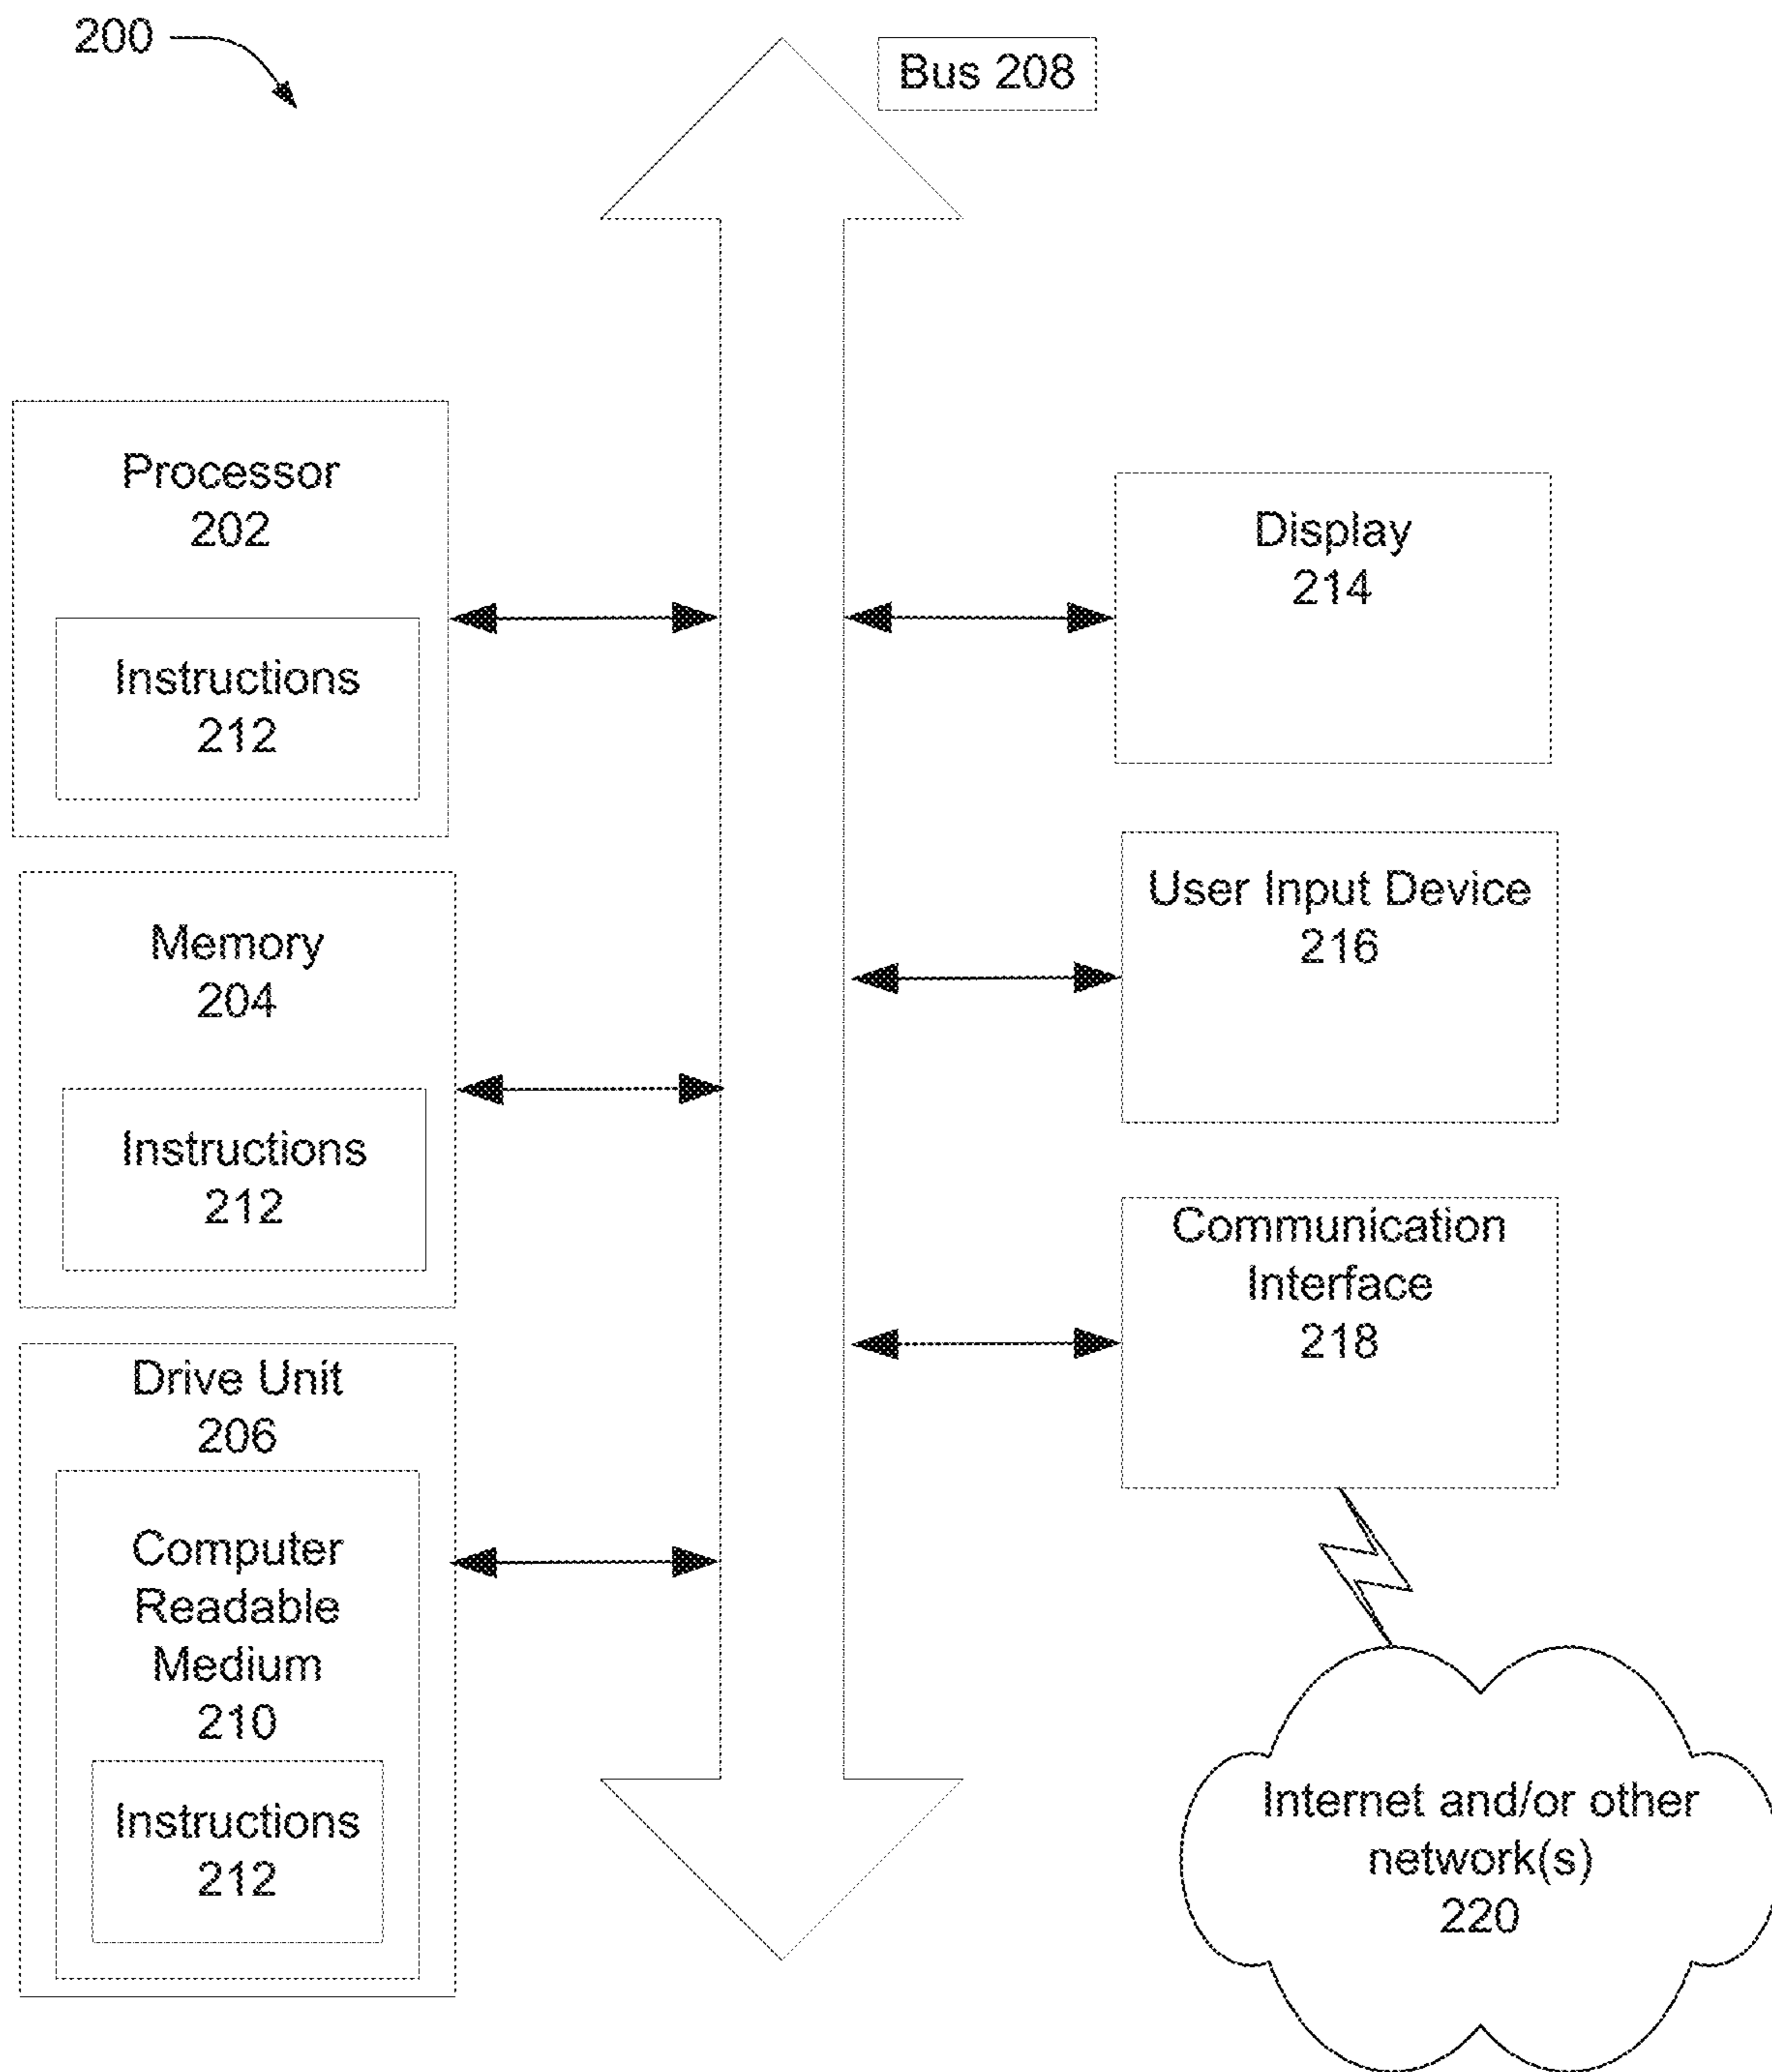 200
Bus 208
Processor
202
Instructions
212
Memory
204
Instructions
212
Drive Unit
206
Computer
Readable
Medium
210
Instructions
212
Display
214
User Input Device
216
Communication
Interface
218
Internet and/or other
network(s)
220